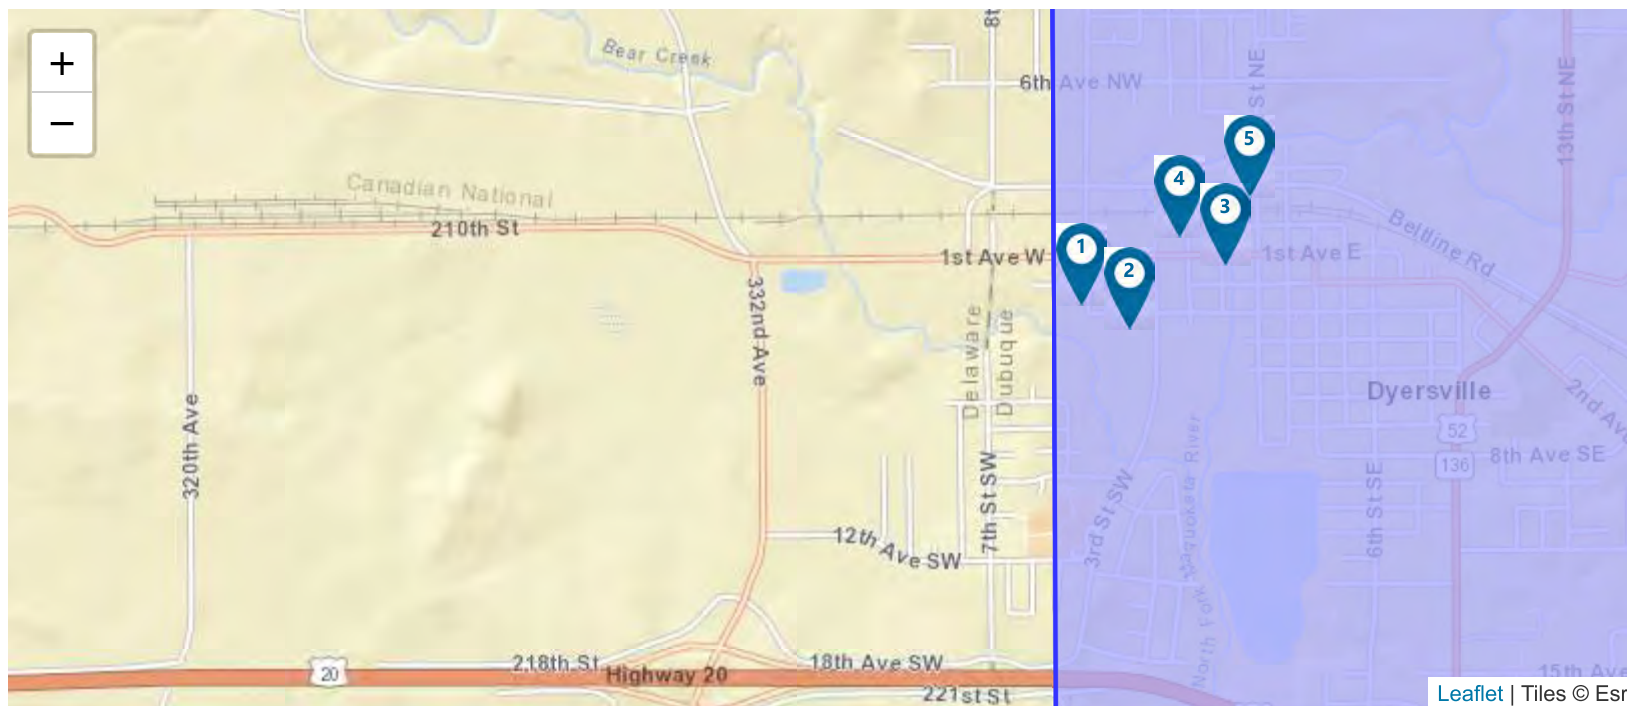 +
−
Bear Creek
8t
6th Ave NW
St NE
13th St NE
5
4
3
1
2
Canadian National
210th St
1st Ave W
1st Ave E
Beltline Rd
332nd Ave
Delaware
Dubuque
Dyersville
2nd Ave
52
136
8th Ave SE
320th Ave
7th St SW
3rd St SW
North Fork Maquoketa River
6th St SE
12th Ave SW
218th St
Highway 20
20
18th Ave SW
221st St
15th Ave
Leaflet | Tiles © Esr